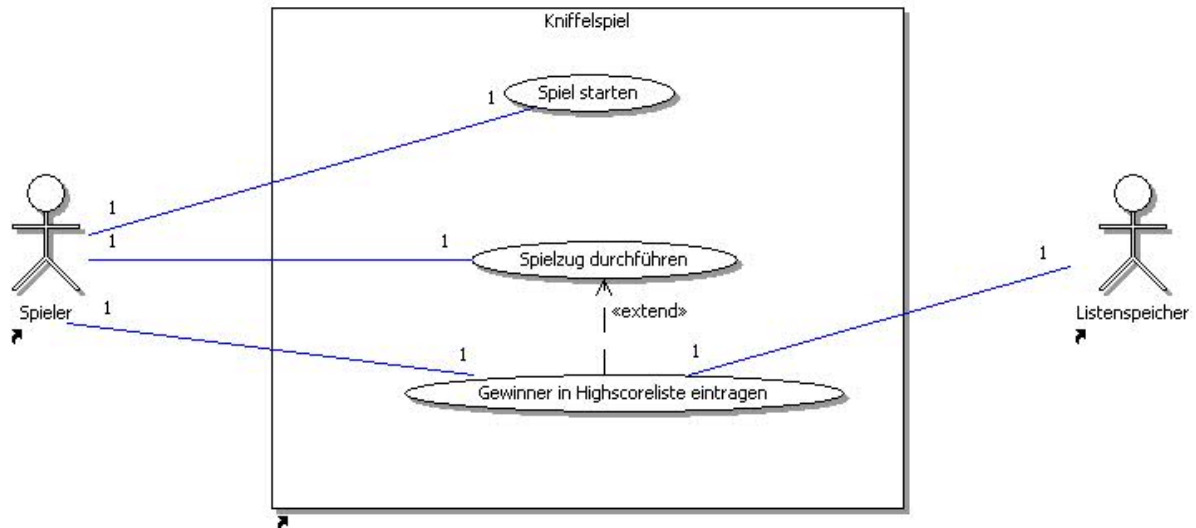 Kniffelspiel
1
Spiel starten
1
1
1
Spielzug durchführen
1
Spieler
«extend»
Listenspeicher
1
1
1
Gewinner in Highscoreliste eintragen